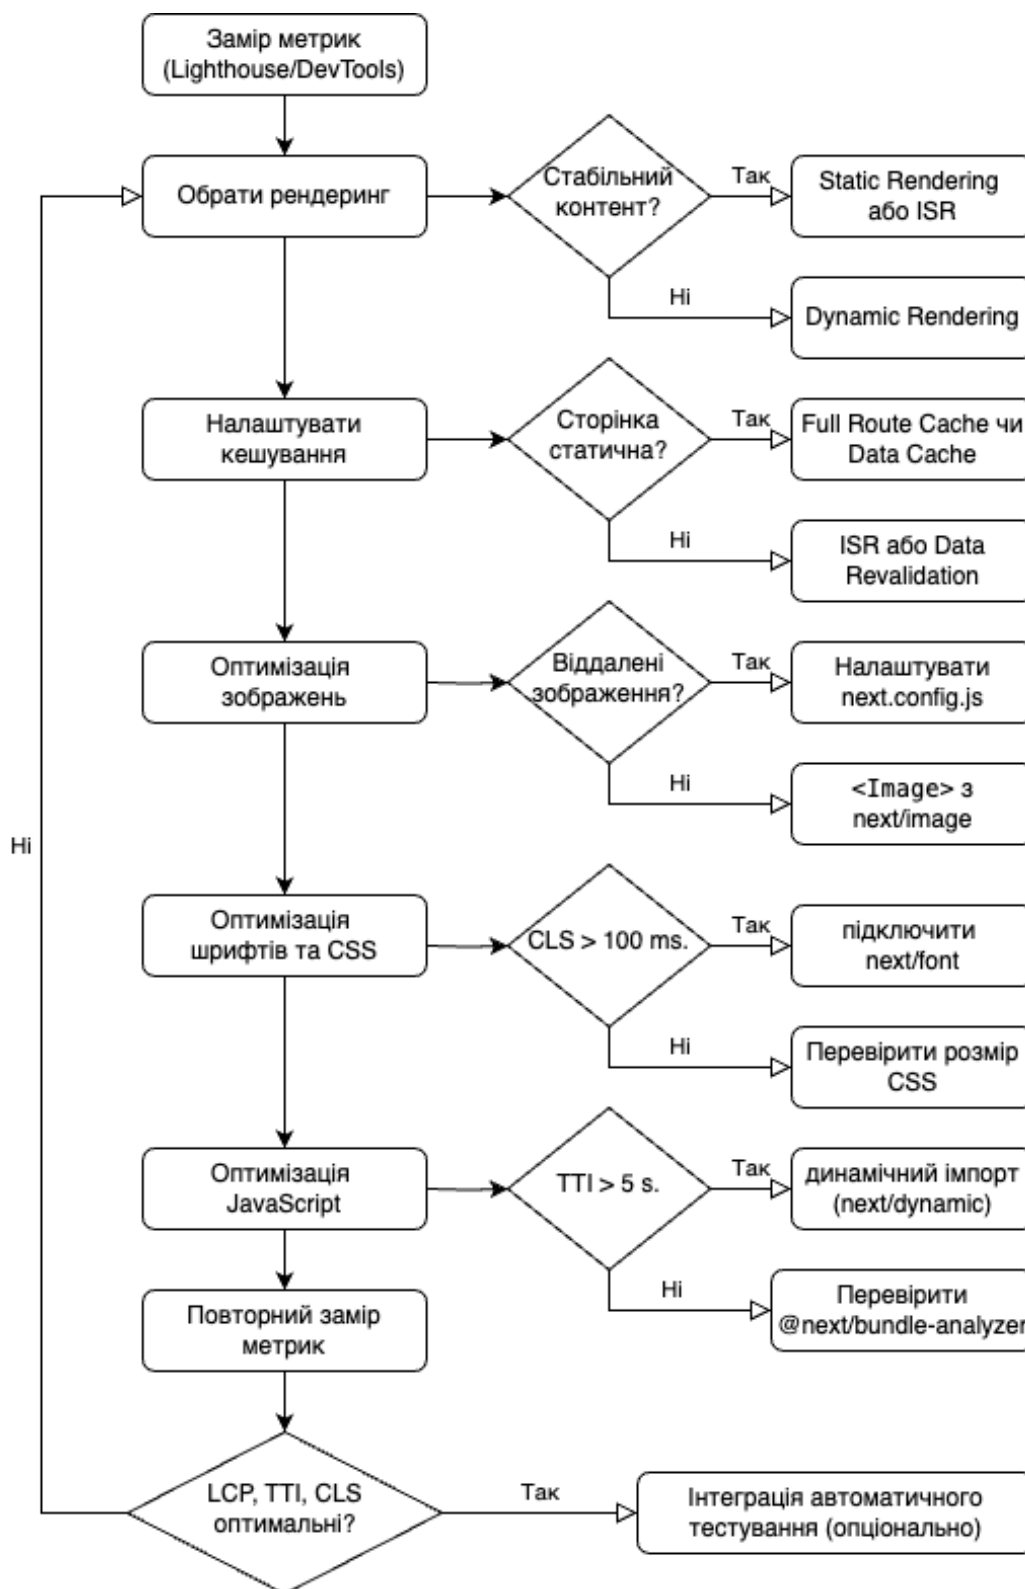 Замір метрик
(Lighthouse/DevTools)
Обрати рендеринг
Стабільний
контент?
Так
Static Rendering
або ISR
Ні
Dynamic Rendering
Налаштувати
кешування
Сторінка
статична?
Так
Full Route Cache чи
Data Cache
Ні
ISR або Data
Revalidation
Оптимізація
зображень
Віддалені
зображення?
Так
Налаштувати
next.config.js
Ні
<Image> з
next/image
Ні
Оптимізація
шрифтів та CSS
CLS > 100 ms.
Так
підключити
next/font
Ні
Перевірити розмір
CSS
Оптимізація
JavaScript
TTI > 5 s.
Так
динамічний імпорт
(next/dynamic)
Ні
Перевірити
@next/bundle-analyzer
Повторний замір
метрик
LCP, TTI, CLS
оптимальні?
Так
Інтеграція автоматичного
тестування (опціонально)